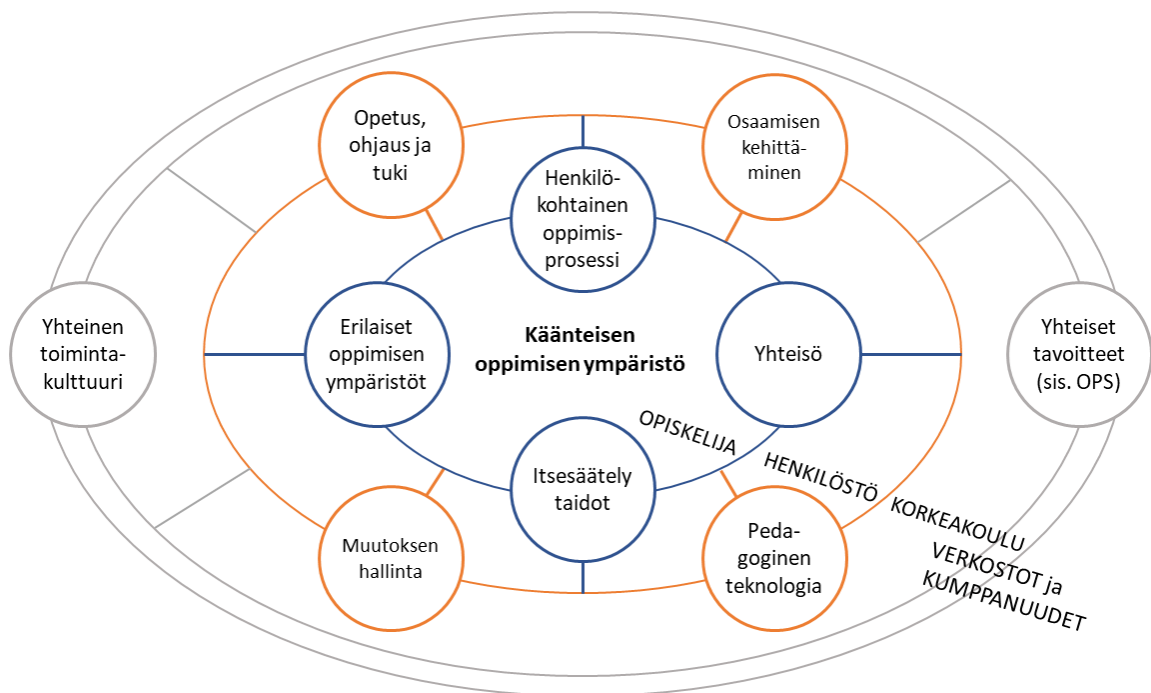 Opetus,
ohjaus ja
tuki
Osaamisen
kehittä-
minen
Henkilö-
kohtainen
oppimis-
prosessi
Yhteinen
toiminta-
kulttuuri
Erilaiset
oppimisen
ympäristöt
Käänteisen
oppimisen ympäristö
Yhteisö
Yhteiset
tavoitteet
(sis. OPS)
OPISKELIJA
HENKILÖSTÖ
KORKEAKOULU
VERKOSTOT ja
KUMPPANUUDET
Itsesäätely
taidot
Muutoksen
hallinta
Peda-
goginen
teknologia